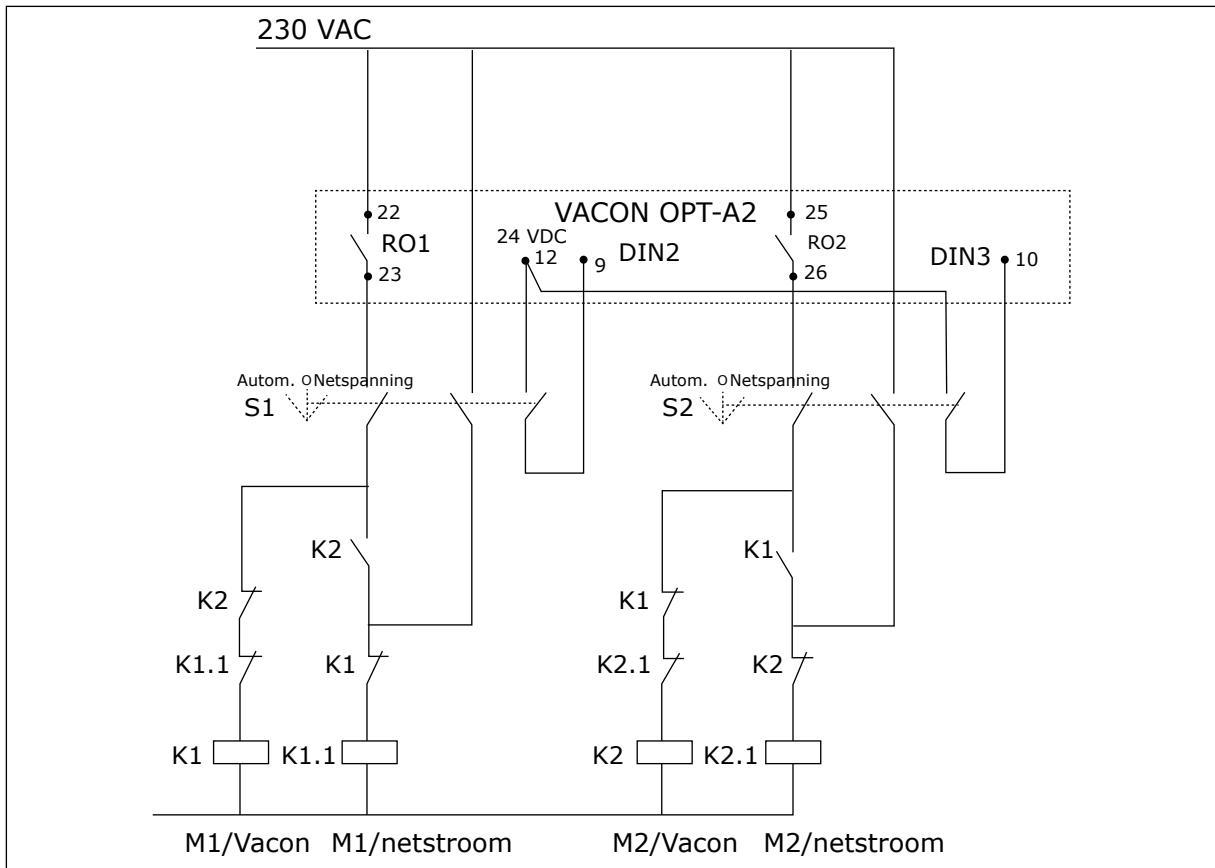 230 VAC
22
VACON OPT-A2
25
24 VDC
RO1
12
9
DIN2
RO2
DIN3
10
23
26
Autom. O Netspanning
Autom. O Netspanning
S1
S2
K2
K1
K2
K1
K1.1
K1
K2.1
K2
K1
K1.1
K2
K2.1
M1/Vacon
M1/netstroom
M2/Vacon
M2/netstroom